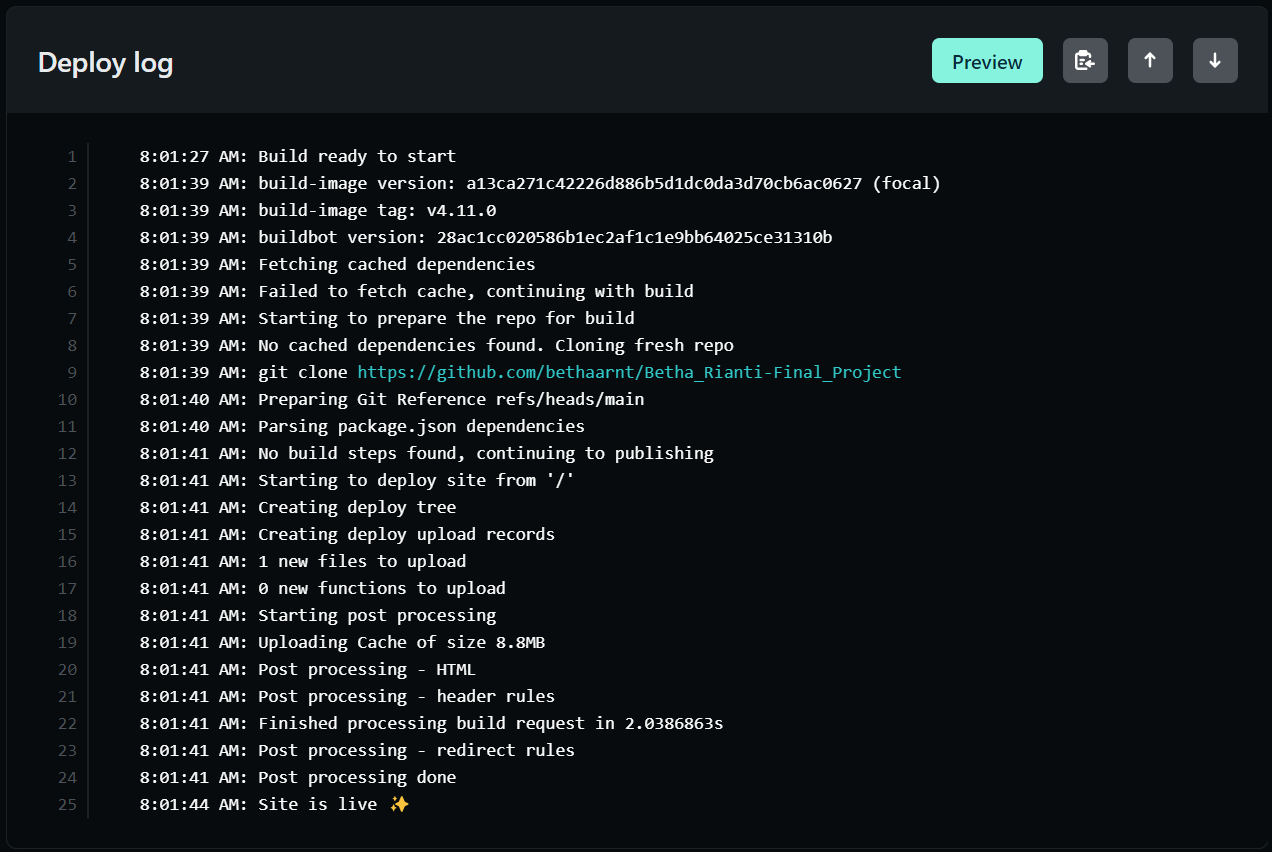 Deploy log
Preview
1 8:01:27 AM: Build ready to start
2 8:01:39 AM: build-image version: a13ca271c42226d886b5d1dc0da3d70cb6ac0627 (focal)
3 8:01:39 AM: build-image tag: v4.11.0
4 8:01:39 AM: buildbot version: 28ac1cc020586b1ec2af1c1e9bb64025ce31310b
5 8:01:39 AM: Fetching cached dependencies
6 8:01:39 AM: Failed to fetch cache, continuing with build
7 8:01:39 AM: Starting to prepare the repo for build
8 8:01:39 AM: No cached dependencies found. Cloning fresh repo
9 8:01:39 AM: git clone https://github.com/bethaarnt/Betha_Rianti-Final_Project
10 8:01:40 AM: Preparing Git Reference refs/heads/main
11 8:01:40 AM: Parsing package.json dependencies
12 8:01:41 AM: No build steps found, continuing to publishing
13 8:01:41 AM: Starting to deploy site from '/'
14 8:01:41 AM: Creating deploy tree
15 8:01:41 AM: Creating deploy upload records
16 8:01:41 AM: 1 new files to upload
17 8:01:41 AM: 0 new functions to upload
18 8:01:41 AM: Starting post processing
19 8:01:41 AM: Uploading Cache of size 8.8MB
20 8:01:41 AM: Post processing - HTML
21 8:01:41 AM: Post processing - header rules
22 8:01:41 AM: Finished processing build request in 2.0386863s
23 8:01:41 AM: Post processing - redirect rules
24 8:01:41 AM: Post processing done
25 8:01:44 AM: Site is live ✨